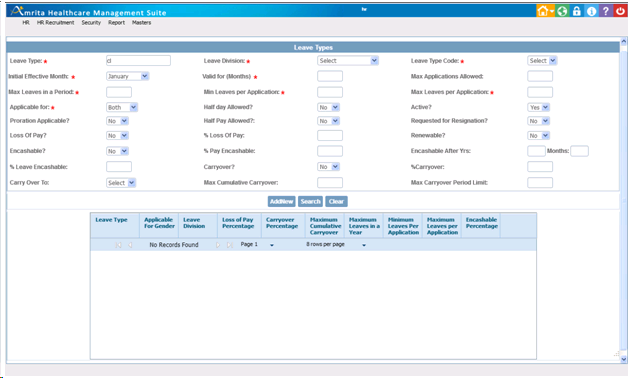 Amrita Healthcare Management Suite hr ?
HR HR Recruitment Security Report Masters
Leave Types
Leave Type: * cl Leave Division: * Select Leave Type Code: * Select
Initial Effective Month: * January Valid for (Months) * Max Applications Allowed:
Max Leaves in a Period: * Min Leaves per Application: * Max Leaves per Application: *
Applicable for: * Both Half day Allowed? No Active? Yes
Proration Applicable? No Half Pay Allowed?: No Requested for Resignation? No
Loss Of Pay? No % Loss Of Pay: Renewable? No
Encashable? No % Pay Encashable: Encashable After Yrs: Months:
% Leave Encashable: Carryover? No %Carryover:
Carry Over To: Select Max Cumulative Carryover: Max Carryover Period Limit:
AddNew Search Clear
Leave Type Applicable For Gender Leave Division Loss of Pay Percentage Carryover Percentage Maximum Cumulative Carryover Maximum Leaves in a Year Minimum Leaves Per Application Maximum Leaves per Application Encashable Percentage
No Records Found Page 1 8 rows per page